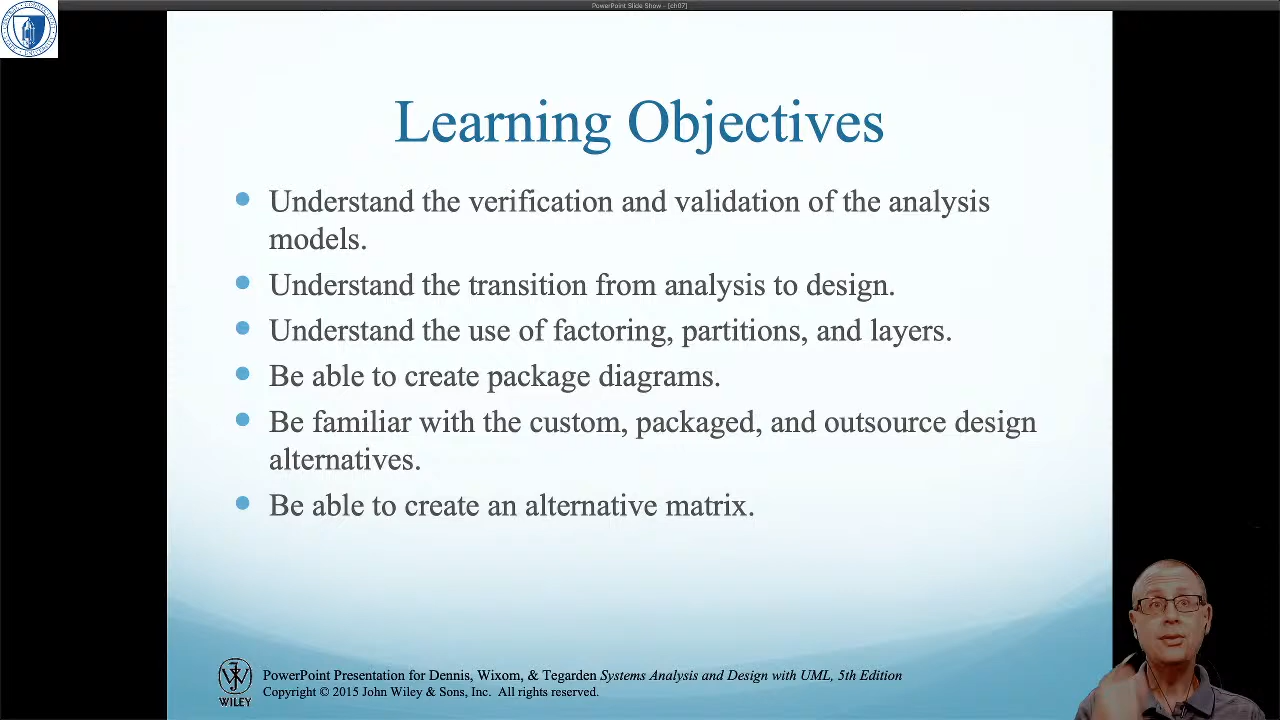 PowerPoint Slide Show - [ch07]
Learning Objectives
Understand the verification and validation of the analysis
models.
Understand the transition from analysis to design.
Understand the use of factoring, partitions, and layers.
Be able to create package diagrams.
Be familiar with the custom, packaged, and outsource design
alternatives.
Be able to create an alternative matrix.
PowerPoint Presentation for Dennis, Wixom, & Tegarden Systems Analysis and Design with UML, 5th Edition
Copyright © 2015 John Wiley & Sons, Inc. All rights reserved.
WILEY